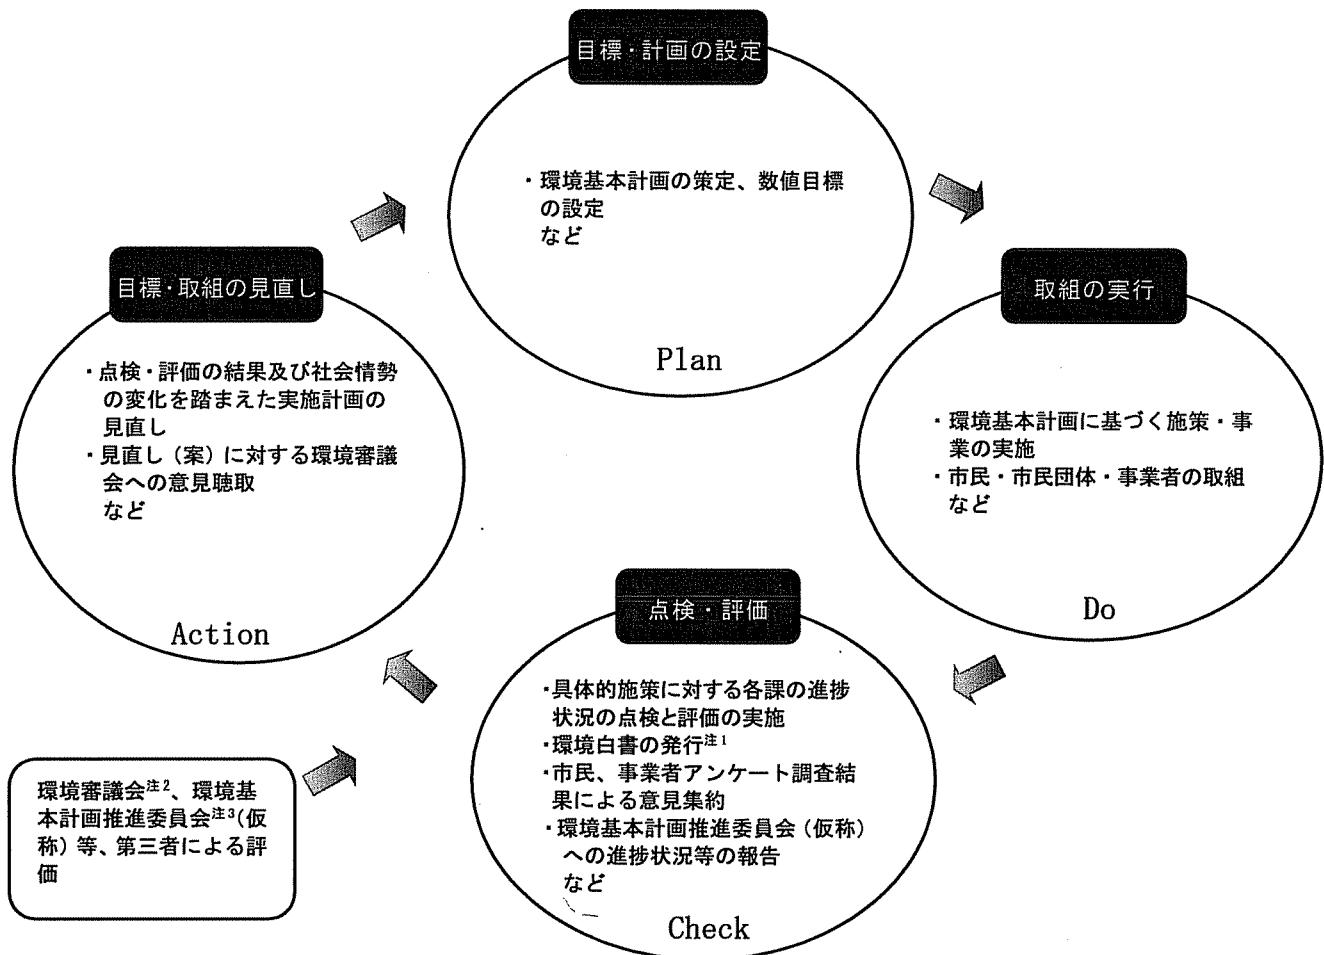 目標・計画の設定
・環境基本計画の策定、数値目標
の設定
など
Plan
目標・取組の見直し
・点検・評価の結果及び社会情勢
の変化を踏まえた実施計画の
見直し
・見直し（案）に対する環境審議
会への意見聴取
など
Action
取組の実行
・環境基本計画に基づく施策・事
業の実施
・市民・市民団体・事業者の取組
など
Do
点検・評価
・具体的施策に対する各課の進捗
状況の点検と評価の実施
・環境白書の発行注1
・市民、事業者アンケート調査結
果による意見集約
・環境基本計画推進委員会（仮称）
への進捗状況等の報告
など
Check
環境審議会注2、環境基
本計画推進委員会注3(仮
称）等、第三者による評
価